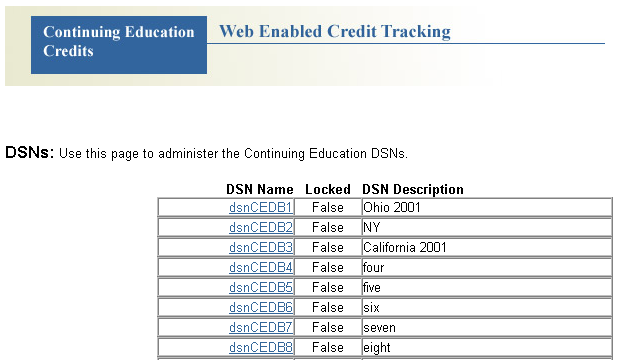 Continuing Education Credits
Web Enabled Credit Tracking
DSNs: Use this page to administer the Continuing Education DSNs.
DSN Name Locked DSN Description
dsnCEDB1 False Ohio 2001
dsnCEDB2 False NY
dsnCEDB3 False California 2001
dsnCEDB4 False four
dsnCEDB5 False five
dsnCEDB6 False six
dsnCEDB7 False seven
dsnCEDB8 False eight